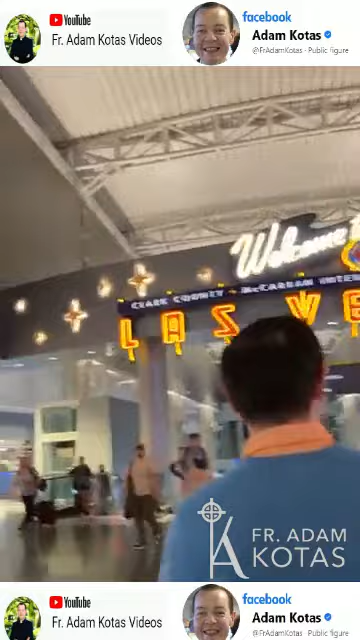 YouTube
Fr. Adam Kotas Videos
facebook
Adam Kotas
@FrAdamKotas · Public figure
Welcome
CLARK COUNTY • McCARRAN INTER
LAS VE
FR. ADAM
KOTAS
YouTube
Fr. Adam Kotas Videos
facebook
Adam Kotas
@FrAdamKotas · Public figure